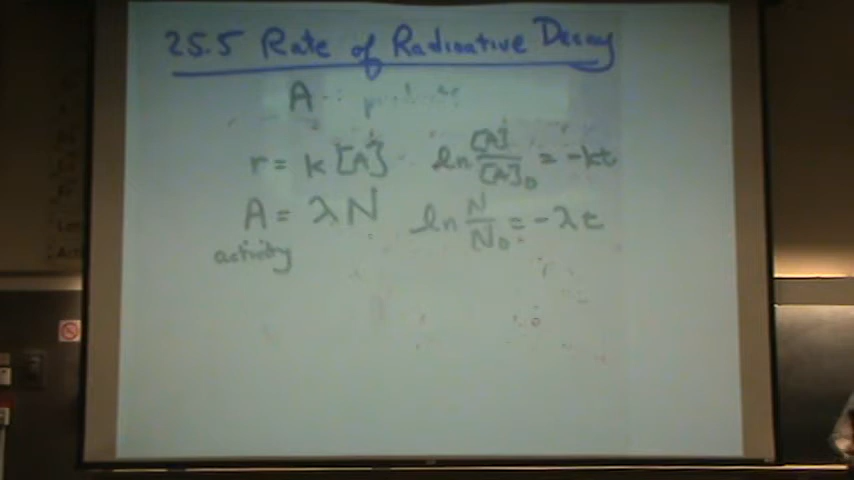 25.5 Rate of Radioative Decay
A
r = k [A] ln [A]/[A]₀ = -kt
A = λN ln N/N₀ = -λt
activity